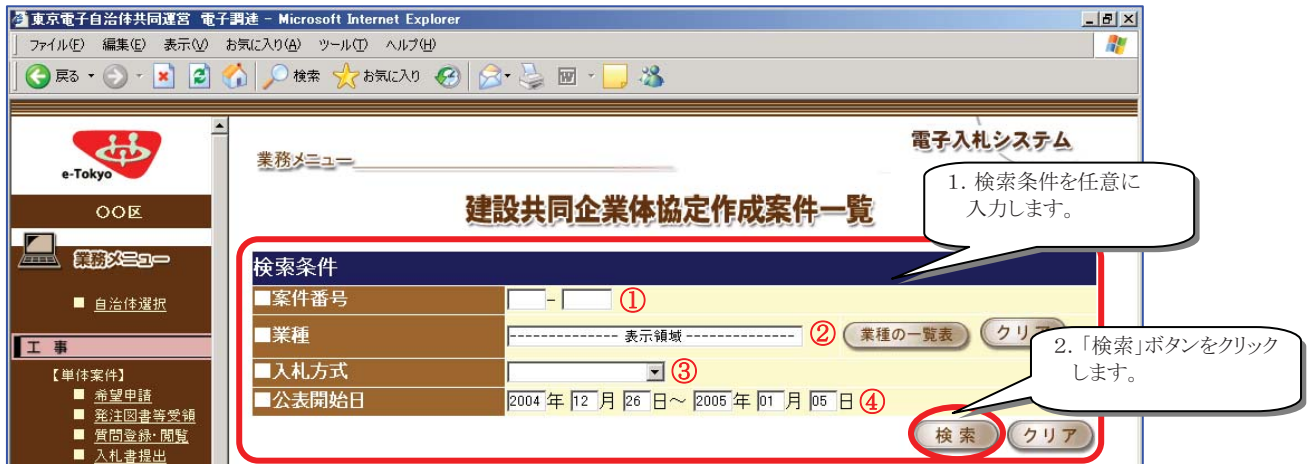 東京電子自治体共同運営 電子調達 - Microsoft Internet Explorer
ファイル(F) 編集(E) 表示(V) お気に入り(A) ツール(T) ヘルプ(H)
戻る 検索 お気に入り
e-Tokyo
業務メニュー
電子入札システム
〇〇区
建設共同企業体協定作成案件一覧
1. 検索条件を任意に
入力します。
業務メニュー
■ 自治体選択
検索条件
■案件番号 - ①
■業種 -------------- 表示領域 -------------- ② 業種の一覧表 クリア
工 事
2. 「検索」ボタンをクリック
します。
【単体案件】
■入札方式 ③
■ 希望申請
■公表開始日 2004 年 12 月 26 日～ 2005 年 01 月 05 日 ④
■ 発注図書等受領
■ 質問登録・閲覧
検 索 クリア
■ 入札書提出